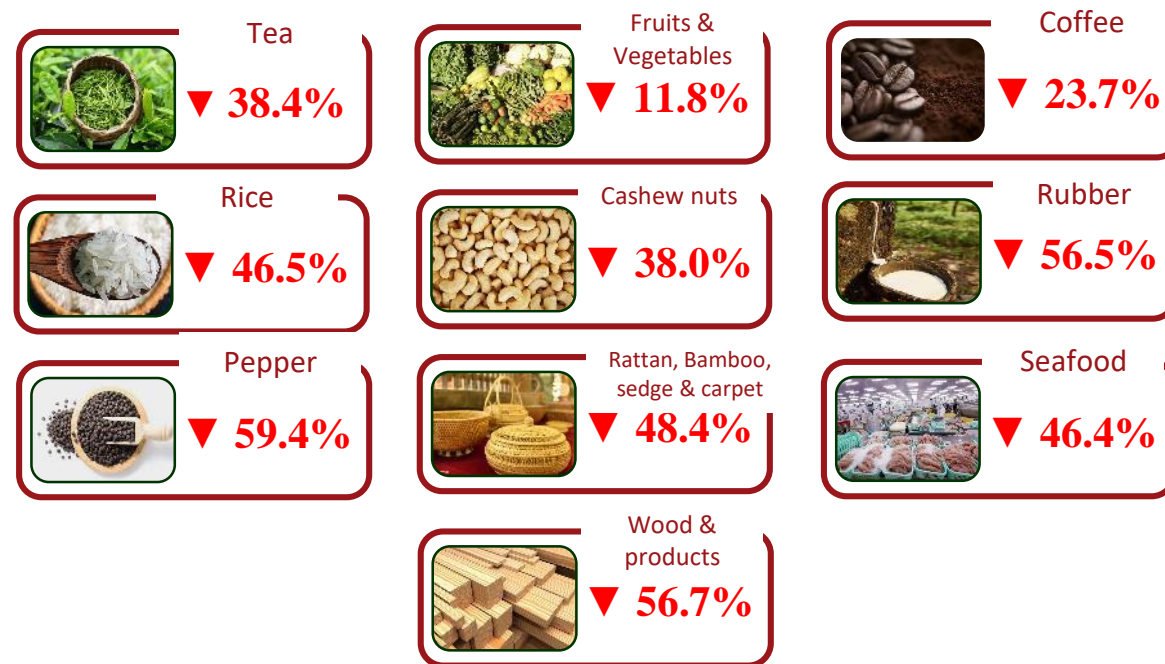 Tea
▼ 38.4%
Fruits &
Vegetables
▼ 11.8%
Coffee
▼ 23.7%
Rice
▼ 46.5%
Cashew nuts
▼ 38.0%
Rubber
▼ 56.5%
Pepper
▼ 59.4%
Rattan, Bamboo,
sedge & carpet
▼ 48.4%
Seafood
▼ 46.4%
Wood &
products
▼ 56.7%